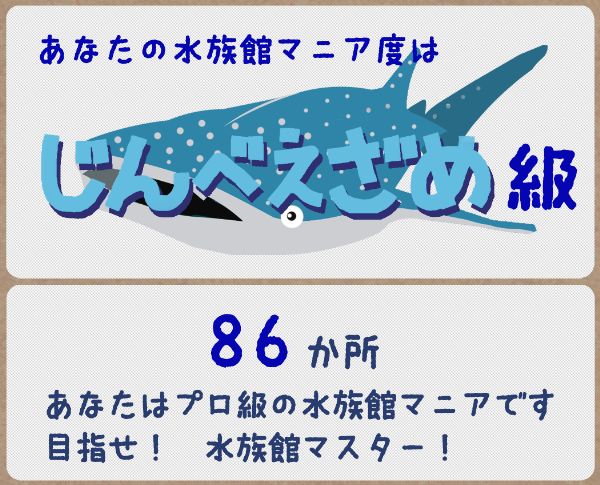 あなたの水族館マニア度は
じんべえざめ級
86か所
あなたはプロ級の水族館マニアです
目指せ！　水族館マスター！